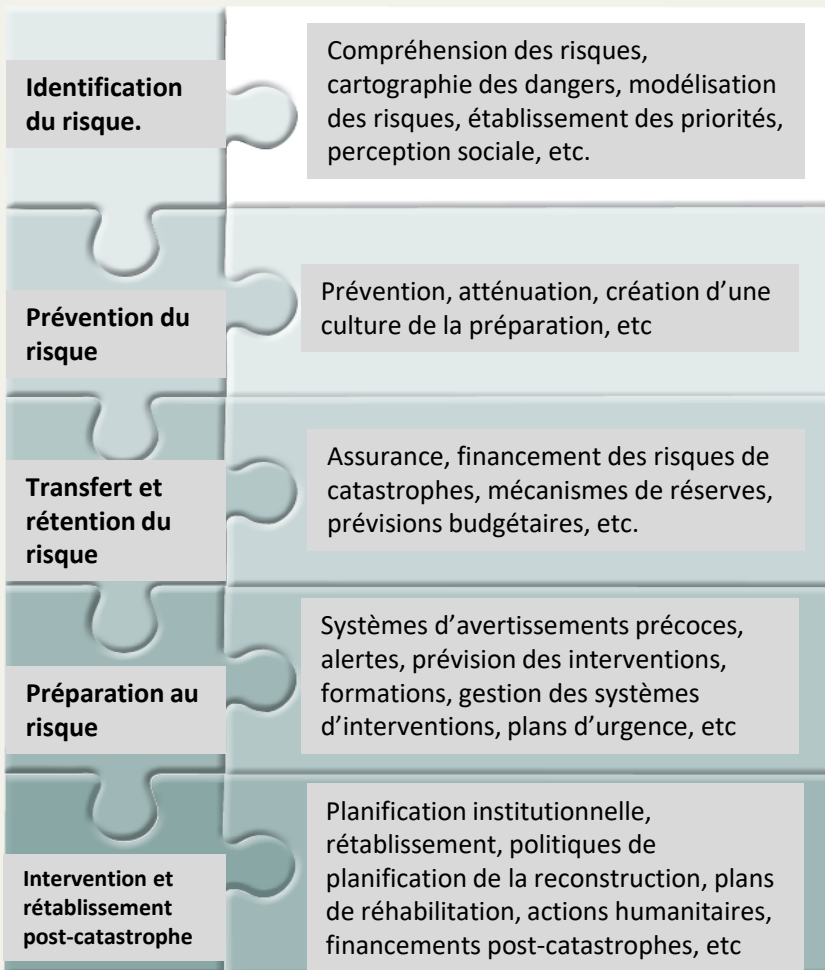 Identification
du risque.
Compréhension des risques,
cartographie des dangers, modélisation
des risques, établissement des priorités,
perception sociale, etc.
Prévention du
risque
Prévention, atténuation, création d’une
culture de la préparation, etc
Transfert et
rétention du
risque
Assurance, financement des risques de
catastrophes, mécanismes de réserves,
prévisions budgétaires, etc.
Préparation au
risque
Systèmes d’avertissements précoces,
alertes, prévision des interventions,
formations, gestion des systèmes
d’interventions, plans d’urgence, etc
Intervention et
rétablissement
post-catastrophe
Planification institutionnelle,
rétablissement, politiques de
planification de la reconstruction, plans
de réhabilitation, actions humanitaires,
financements post-catastrophes, etc